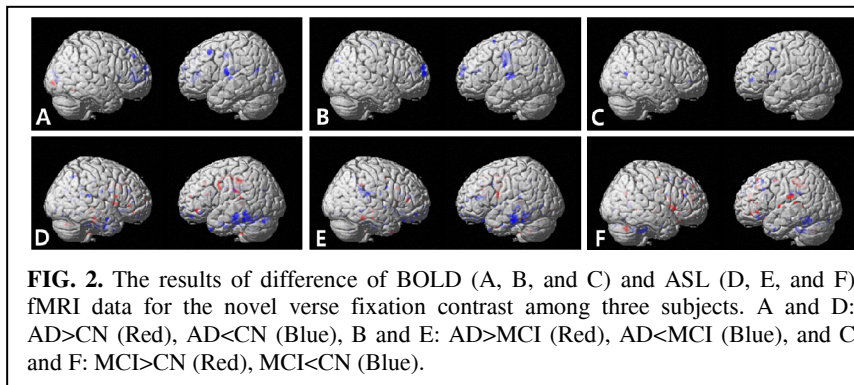 A
B
C
D
E
F
FIG. 2. The results of difference of BOLD (A, B, and C) and ASL (D, E, and F)
fMRI data for the novel verse fixation contrast among three subjects. A and D:
AD>CN (Red), AD<CN (Blue), B and E: AD>MCI (Red), AD<MCI (Blue), and C
and F: MCI>CN (Red), MCI<CN (Blue).